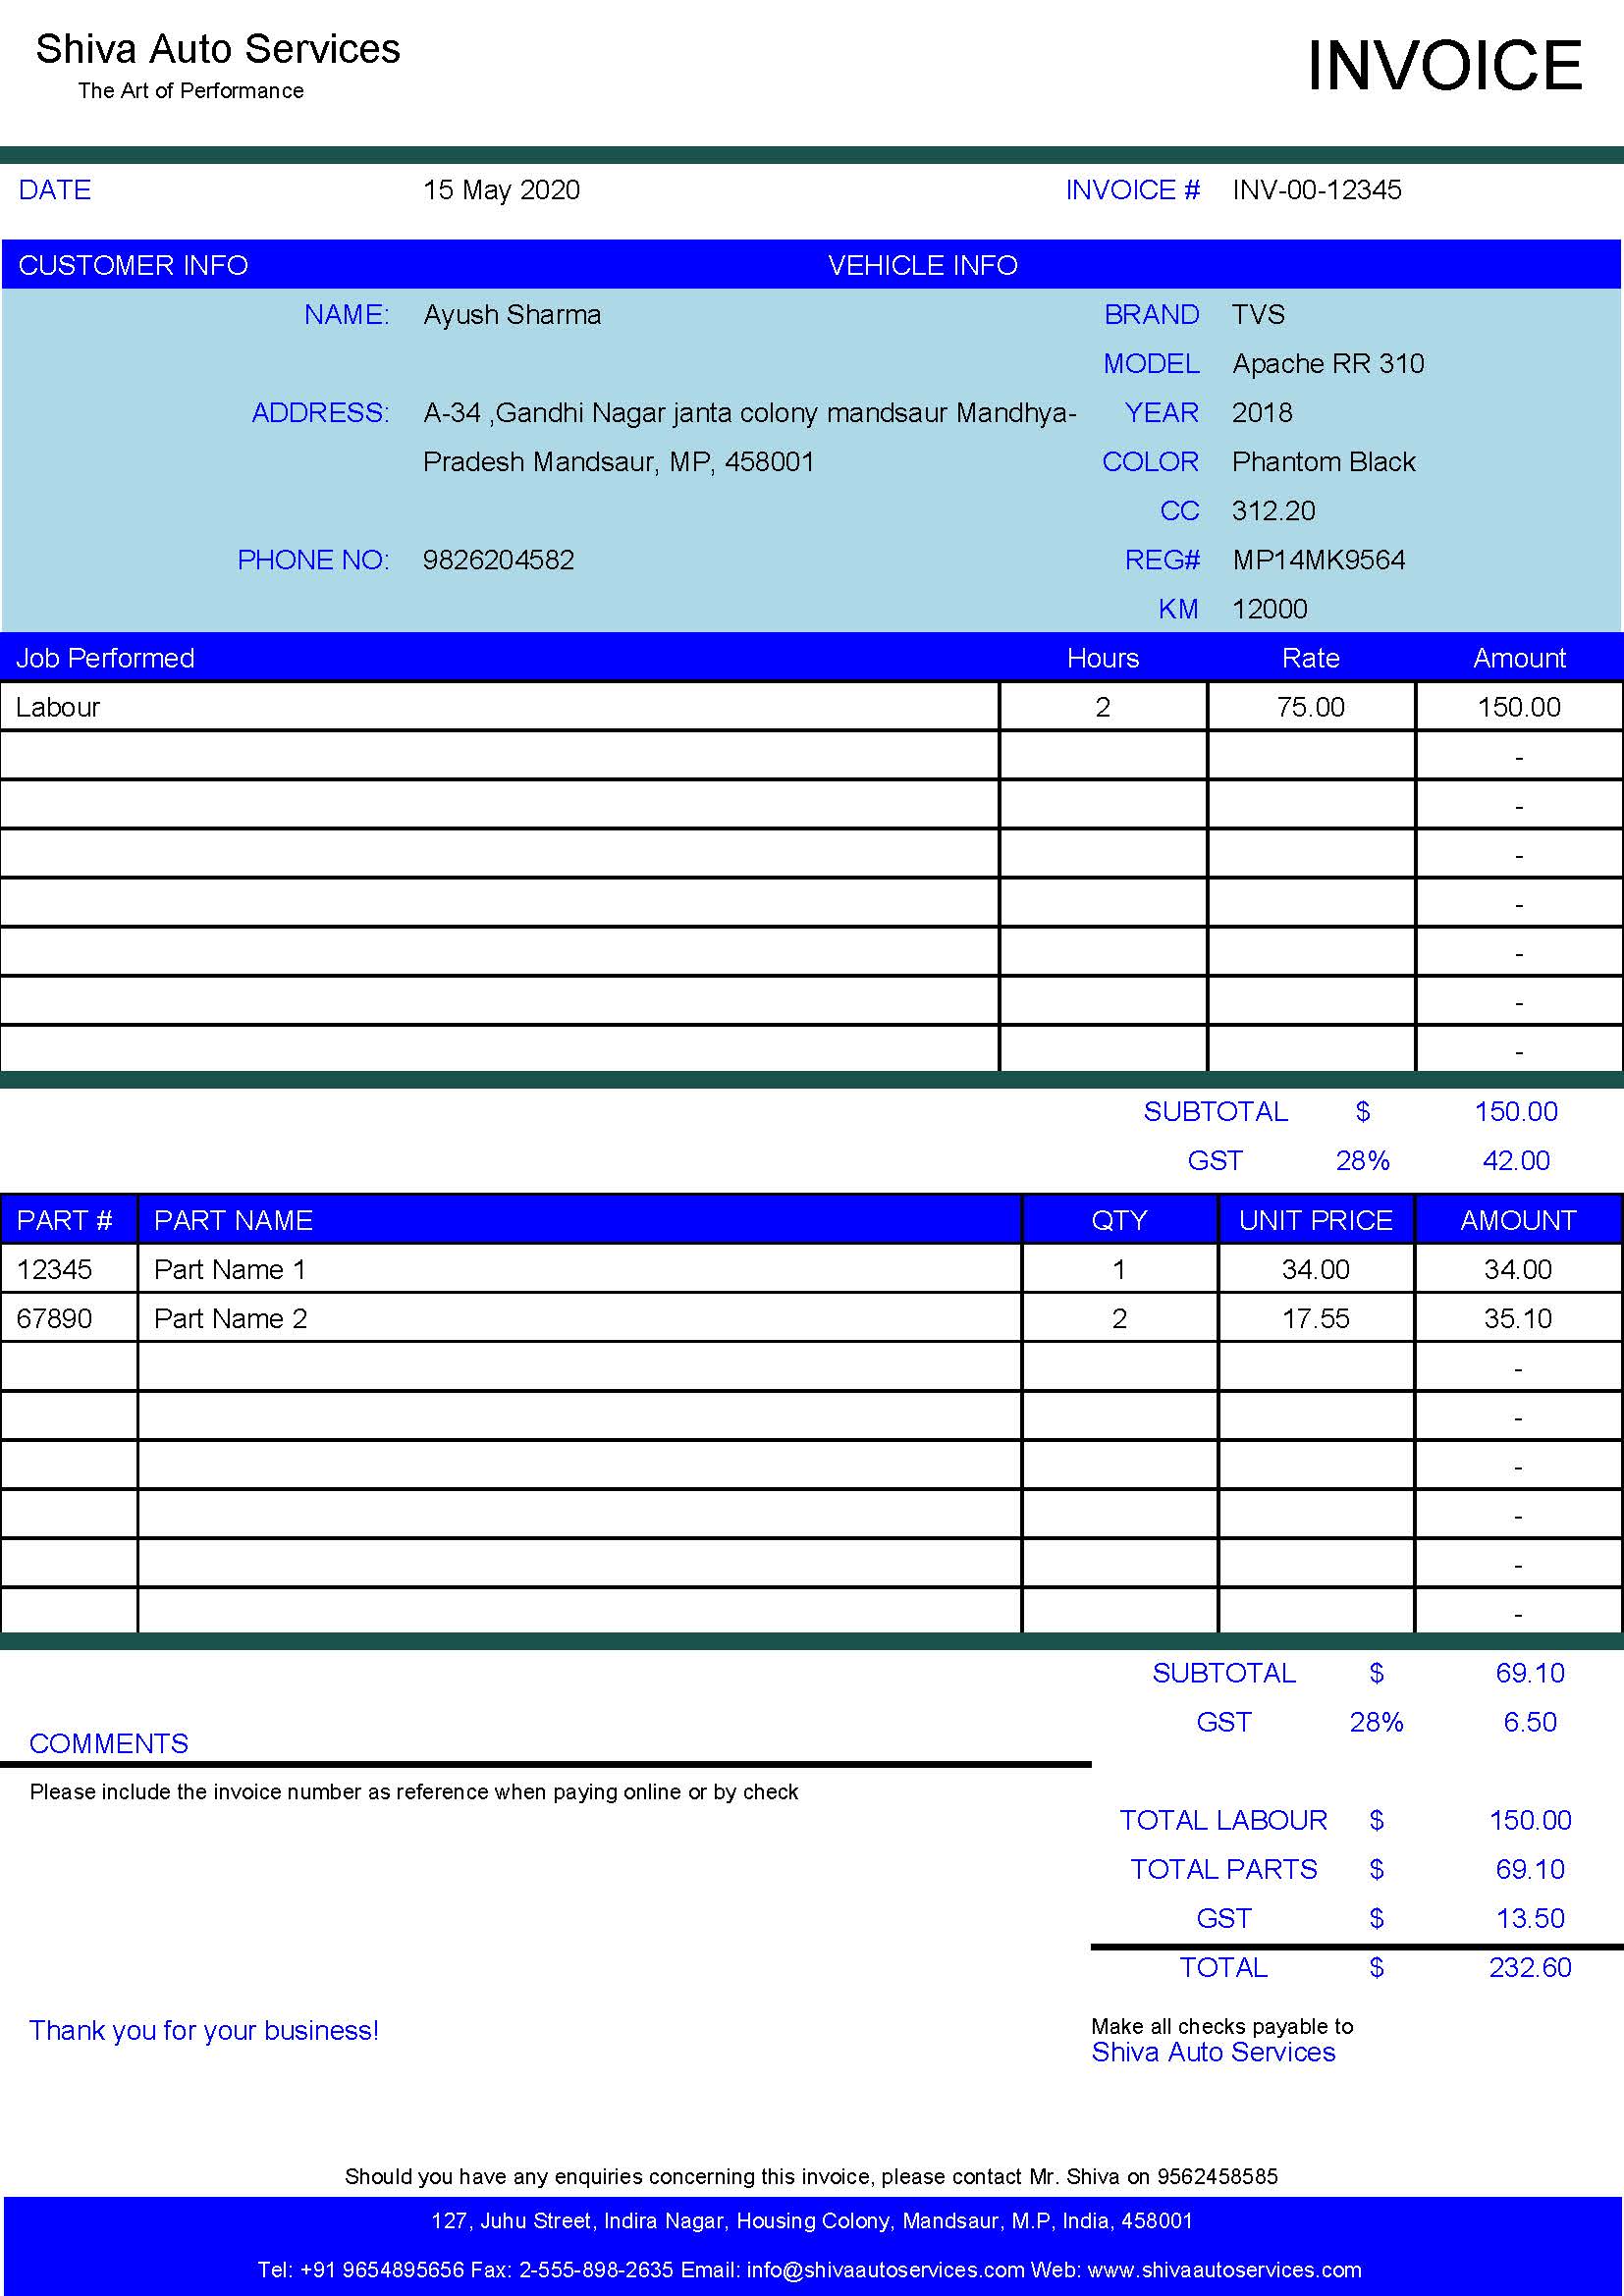 Shiva Auto Services
The Art of Performance
INVOICE
DATE 15 May 2020 INVOICE # INV-00-12345
CUSTOMER INFO VEHICLE INFO
NAME: Ayush Sharma BRAND TVS
MODEL Apache RR 310
ADDRESS: A-34 ,Gandhi Nagar janta colony mandsaur Mandhya- YEAR 2018
Pradesh Mandsaur, MP, 458001 COLOR Phantom Black
CC 312.20
PHONE NO: 9826204582 REG# MP14MK9564
KM 12000
Job Performed Hours Rate Amount
Labour 2 75.00 150.00
-
-
-
-
-
-
-
SUBTOTAL $ 150.00
GST 28% 42.00
PART # PART NAME QTY UNIT PRICE AMOUNT
12345 Part Name 1 1 34.00 34.00
67890 Part Name 2 2 17.55 35.10
-
-
-
-
-
-
SUBTOTAL $ 69.10
GST 28% 6.50
COMMENTS
Please include the invoice number as reference when paying online or by check
TOTAL LABOUR $ 150.00
TOTAL PARTS $ 69.10
GST $ 13.50
TOTAL $ 232.60
Thank you for your business!
Make all checks payable to
Shiva Auto Services
Should you have any enquiries concerning this invoice, please contact Mr. Shiva on 9562458585
127, Juhu Street, Indira Nagar, Housing Colony, Mandsaur, M.P, India, 458001
Tel: +91 9654895656 Fax: 2-555-898-2635 Email: info@shivaautoservices.com Web: www.shivaautoservices.com